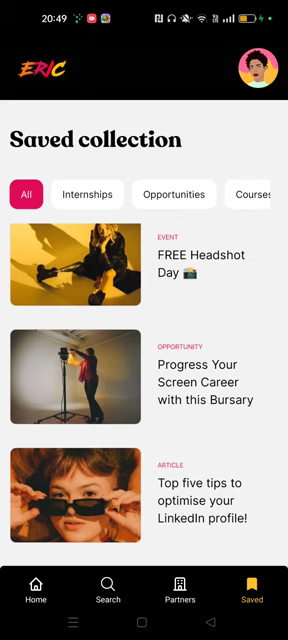 20:49
ERIC
Saved collection
All
Internships
Opportunities
Courses
EVENT
FREE Headshot
Day 📸
OPPORTUNITY
Progress Your
Screen Career
with this Bursary
ARTICLE
Top five tips to
optimise your
LinkedIn profile!
Home
Search
Partners
Saved